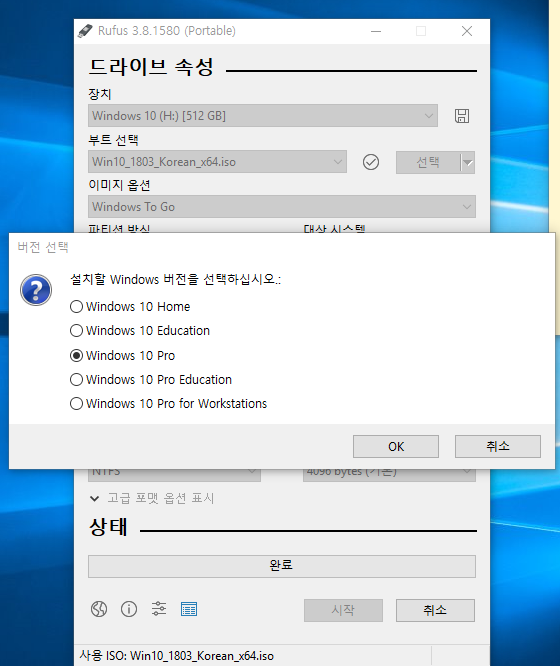 Rufus 3.8.1580 (Portable)
드라이브 속성
장치
Windows 10 (H:) [512 GB]
부트 선택
Win10_1803_Korean_x64.iso
선택
이미지 옵션
Windows To Go
파티션 방식 대상 시스템
버전 선택
설치할 Windows 버전을 선택하십시오.:
Windows 10 Home
Windows 10 Education
Windows 10 Pro
Windows 10 Pro Education
Windows 10 Pro for Workstations
OK 취소
NTFS 4096 bytes (기본)
고급 포맷 옵션 표시
상태
완료
시작 취소
사용 ISO: Win10_1803_Korean_x64.iso